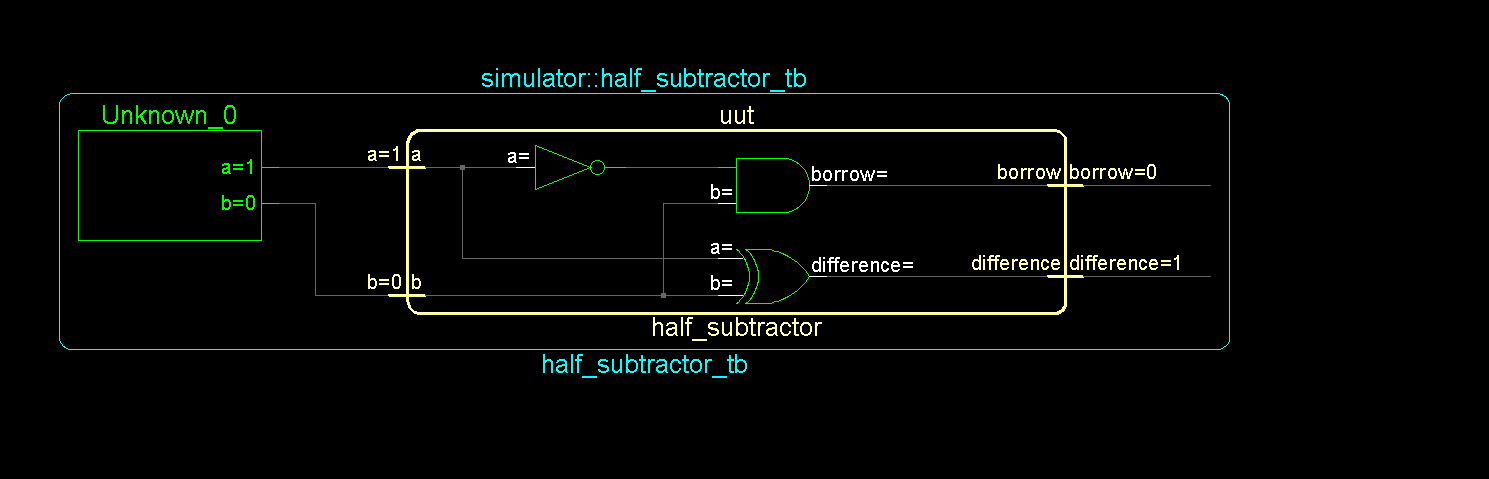 simulator::half_subtractor_tb
Unknown_0
uut
a=1
b=0
a=1 a
b=0 b
a=
b=
borrow=
a=
b=
difference=
borrow borrow=0
difference difference=1
half_subtractor
half_subtractor_tb